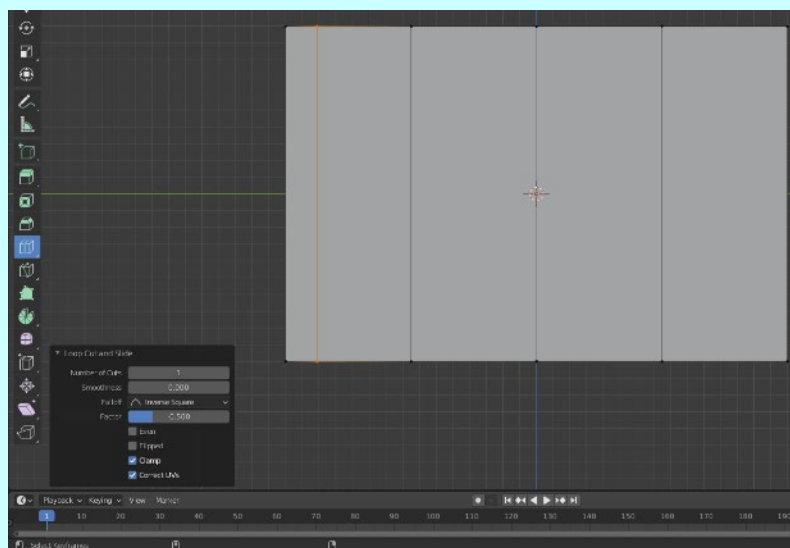 Loop Cut and Slide
Number of Cuts 1
Smoothness 0.000
Falloff Inverse Square
Factor -0.500
Even
Flipped
Clamp
Correct UVs
Playback Keying View Marker
1 10 20 30 40 50 60 70 80 90 100 110 120 130 140 150 160 170 180 190
Select Keyframes